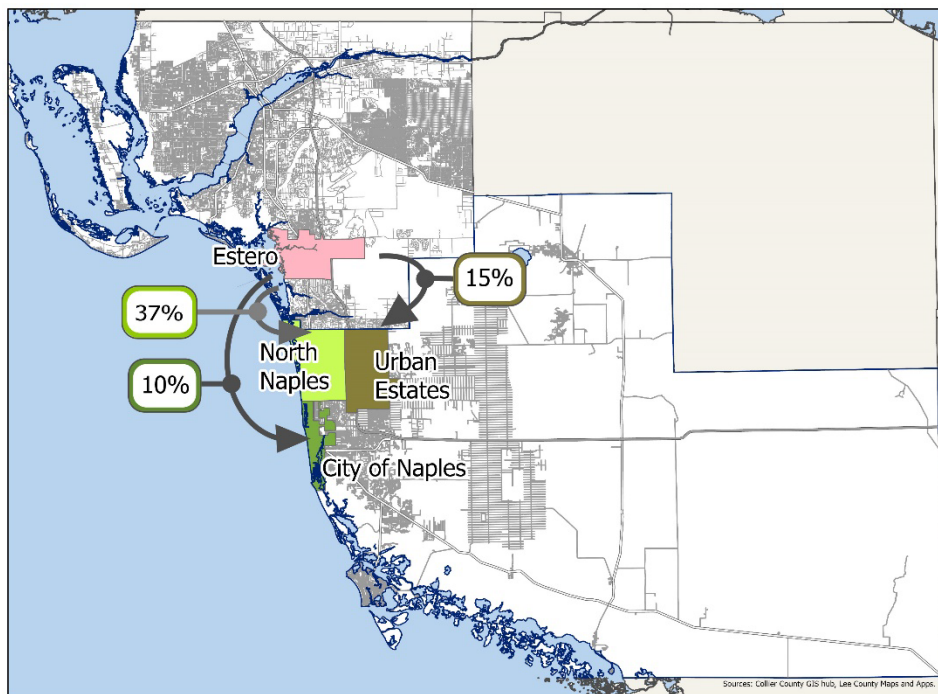 Estero
15%
37%
North
Naples
Urban
Estates
10%
City of Naples
Sources: Collier County GIS hub, Lee County Maps and Apps.